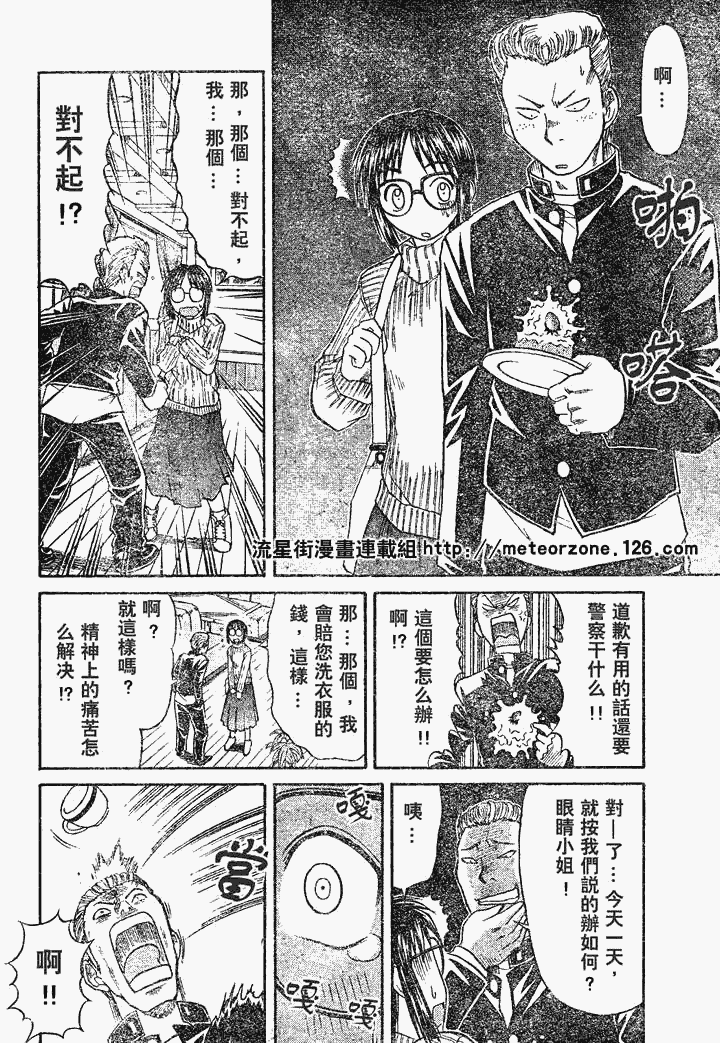 啊…
啪
嗒
那，那個…對不起，
我…那個…
對不起!?
流星街漫畫連載組 http://meteorzone.126.com
道歉有用的話還要
警察干什么!!
這個要怎么辦!!
啊!?
那…那個，我
會賠您洗衣服的
錢，這樣…
啊？
就這樣嗎？
精神上的痛苦怎
么解决!?
對—了…今天一天，
就按我們説的辦如何？
眼睛小姐！
咦…
嘎
嘎—嘎—
當
啊!!